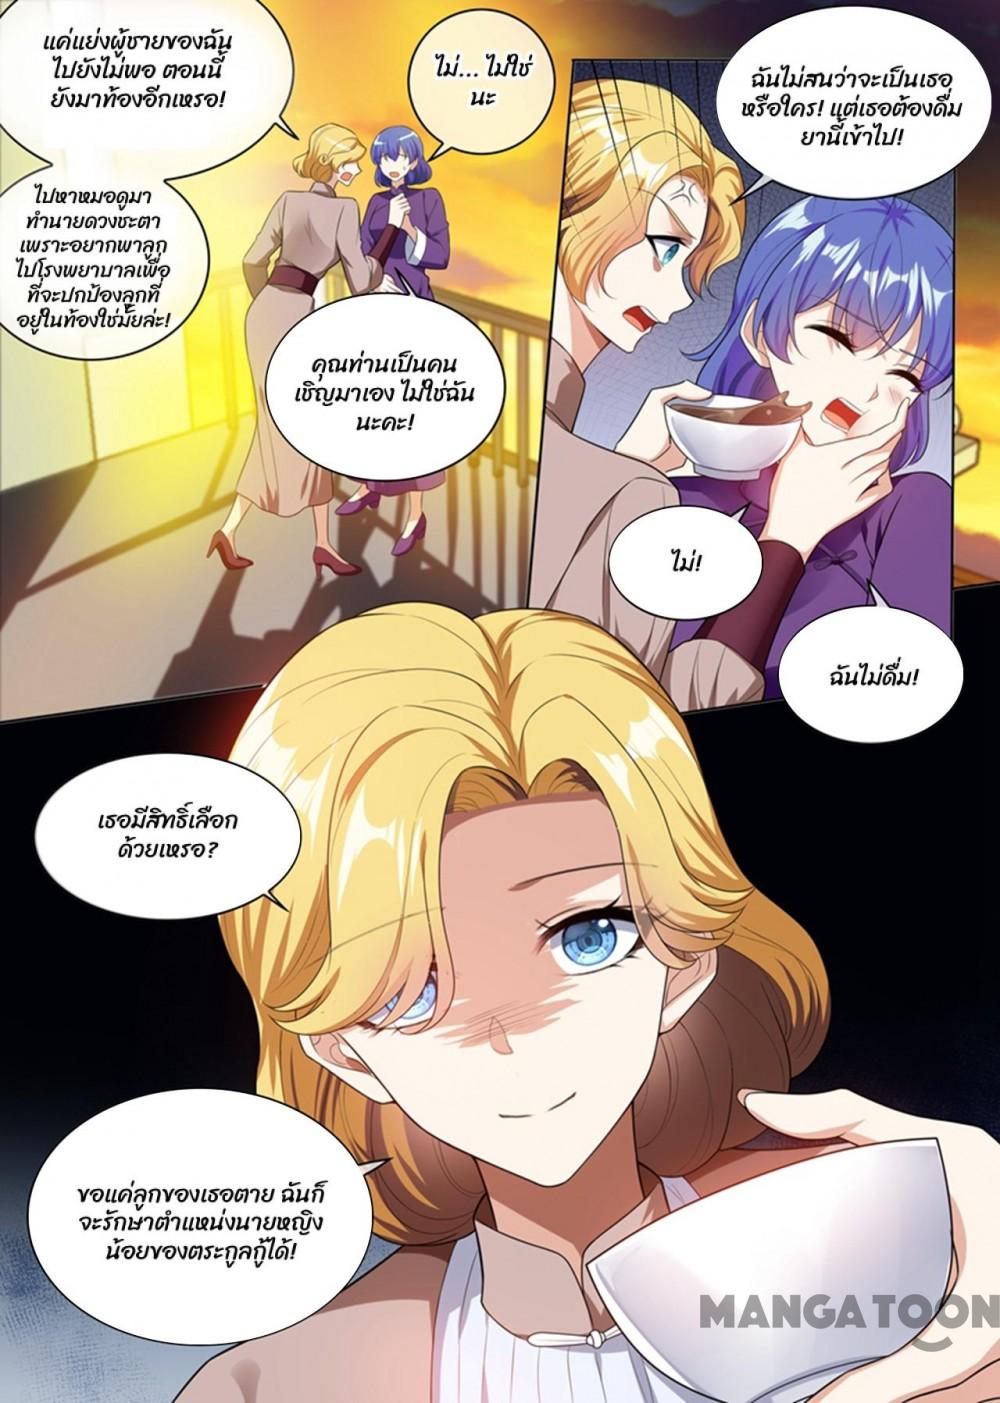 แค่แย่งผู้ชายของฉัน
ไปยังไม่พอ ตอนนี้
ยังมาท้องอีกเหรอ!
ไม่... ไม่ใช่
นะ
ไปหาหมอดูมา
ทำนายดวงชะตา
เพราะอยากพาลูก
ไปโรงพยาบาลเพื่อ
ที่จะปกป้องลูกที่
อยู่ในท้องใช่มั้ยล่ะ!
คุณท่านเป็นคน
เชิญมาเอง ไม่ใช่ฉัน
นะคะ!
ฉันไม่สนว่าจะเป็นเธอ
หรือใคร! แต่เธอต้องดื่ม
ยานี้เข้าไป!
ไม่!
ฉันไม่ดื่ม!
เธอมีสิทธิ์เลือก
ด้วยเหรอ?
ขอแค่ลูกของเธอตาย ฉันก็
จะรักษาตำแหน่งนายหญิง
น้อยของตระกูลกู้ได้!
MANGATOON